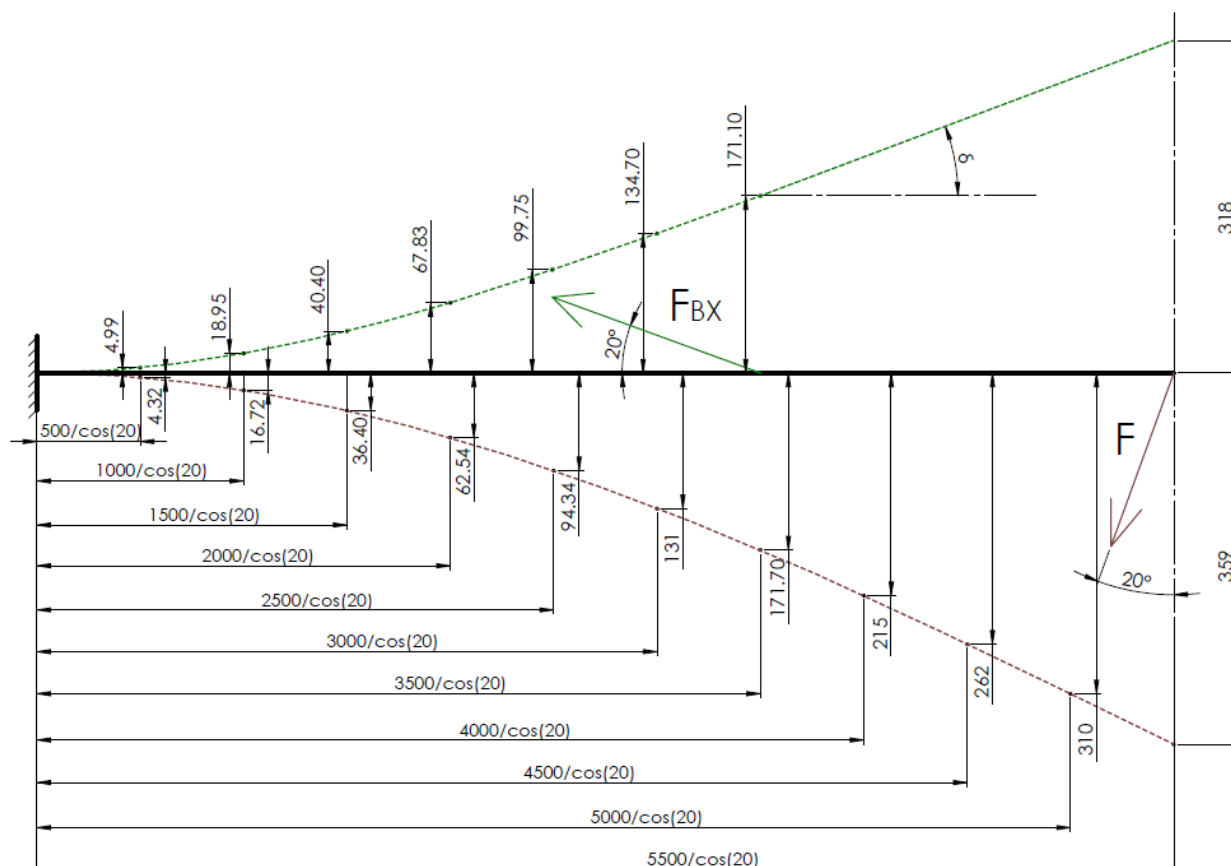 318
171.10
δ
134.70
99.75
67.83
40.40
18.95
4.99
FBX
20°
4.32
16.72
36.40
62.54
94.34
131
171.70
215
262
310
F
20°
359
500/cos(20)
1000/cos(20)
1500/cos(20)
2000/cos(20)
2500/cos(20)
3000/cos(20)
3500/cos(20)
4000/cos(20)
4500/cos(20)
5000/cos(20)
5500/cos(20)